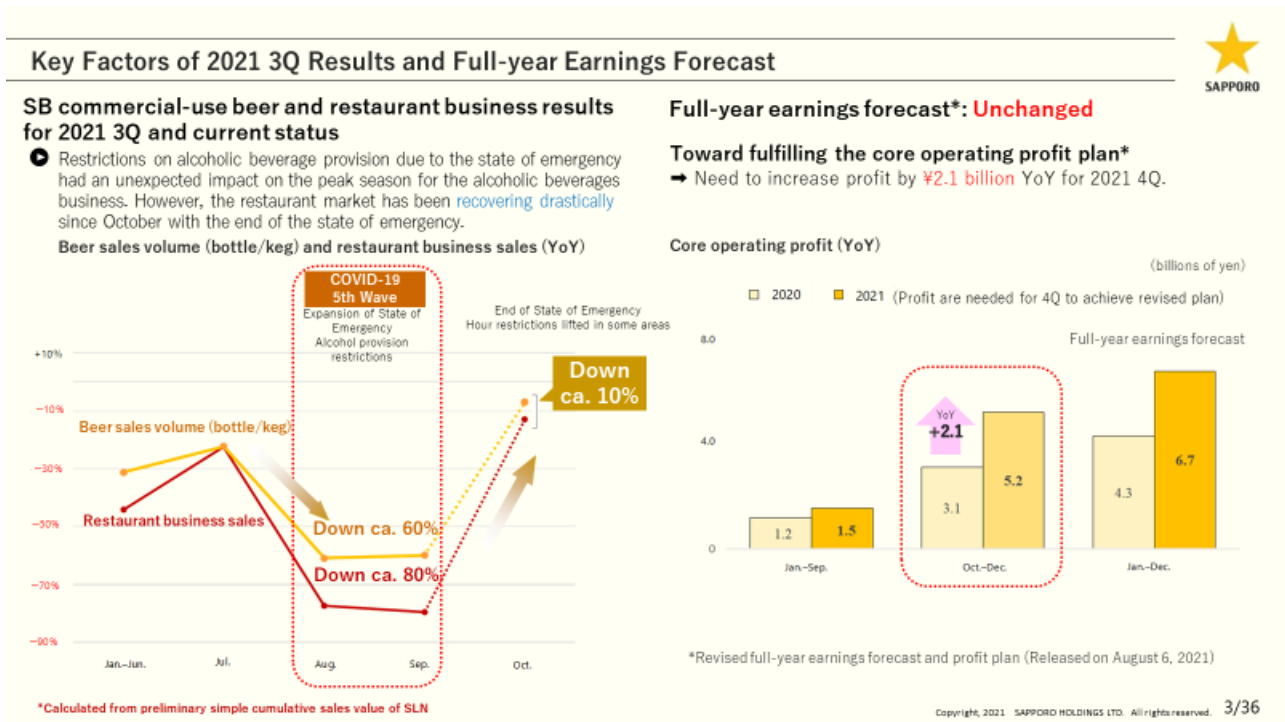 Key Factors of 2021 3Q Results and Full-year Earnings Forecast
SAPPORO
SB commercial-use beer and restaurant business results
for 2021 3Q and current status
Restrictions on alcoholic beverage provision due to the state of emergency
had an unexpected impact on the peak season for the alcoholic beverages
business. However, the restaurant market has been recovering drastically
since October with the end of the state of emergency.
Beer sales volume (bottle/keg) and restaurant business sales (YoY)
COVID-19
5th Wave
Expansion of State of
Emergency
Alcohol provision
restrictions
End of State of Emergency
Hour restrictions lifted in some areas
Down
ca. 10%
+10%
−10%
−30%
−50%
−70%
−90%
Beer sales volume (bottle/keg)
Restaurant business sales
Down ca. 60%
Down ca. 80%
Jan.–Jun.
Jul.
Aug.
Sep.
Oct.
*Calculated from preliminary simple cumulative sales value of SLN
Full-year earnings forecast*: Unchanged
Toward fulfilling the core operating profit plan*
➡ Need to increase profit by ¥2.1 billion YoY for 2021 4Q.
Core operating profit (YoY)
(billions of yen)
2020
2021 (Profit are needed for 4Q to achieve revised plan)
Full-year earnings forecast
8.0
4.0
0
YoY
+2.1
1.2
1.5
3.1
5.2
4.3
6.7
Jan.–Sep.
Oct.–Dec.
Jan.–Dec.
*Revised full-year earnings forecast and profit plan (Released on August 6, 2021)
Copyright, 2021 SAPPORO HOLDINGS LTD. All rights reserved.
3/36